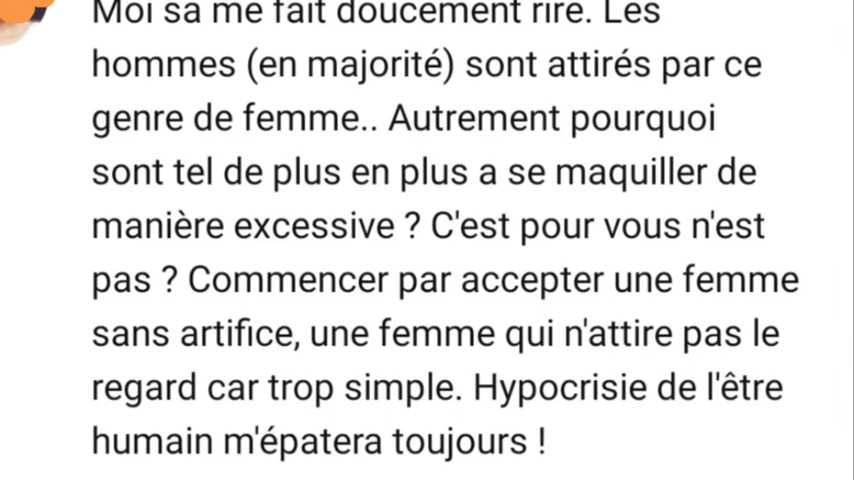 Moi sa me fait doucement rire. Les
hommes (en majorité) sont attirés par ce
genre de femme.. Autrement pourquoi
sont tel de plus en plus a se maquiller de
manière excessive ? C'est pour vous n'est
pas ? Commencer par accepter une femme
sans artifice, une femme qui n'attire pas le
regard car trop simple. Hypocrisie de l'être
humain m'épatera toujours !